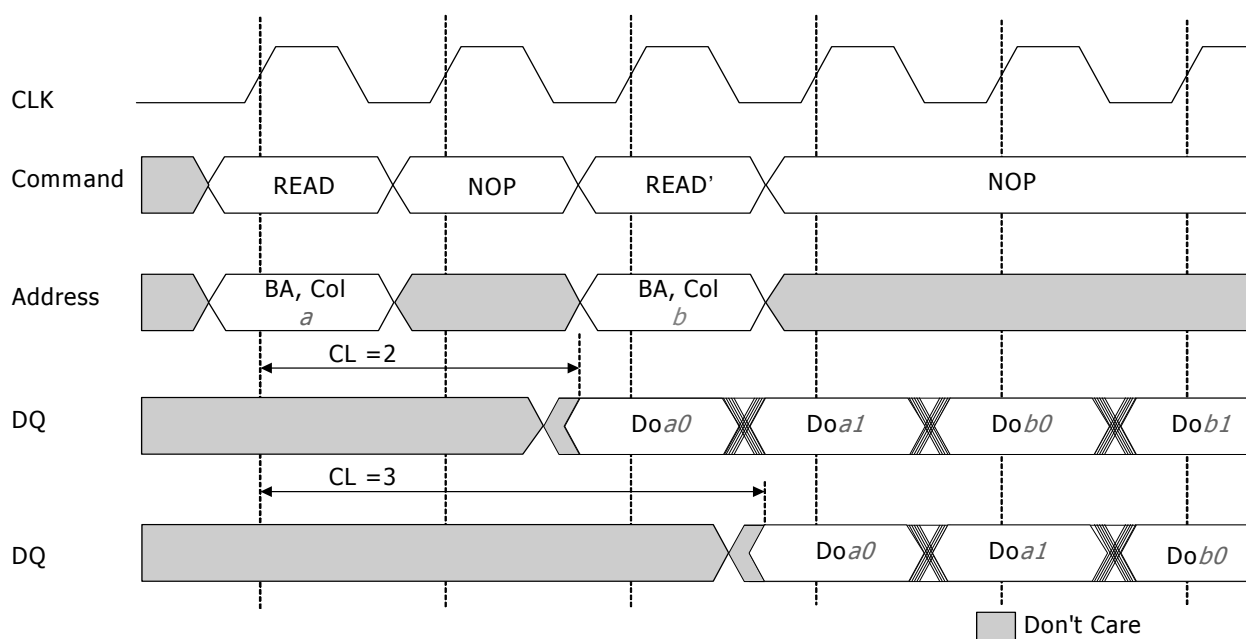 CLK
Command
READ
NOP
READ'
NOP
Address
BA, Col
a
BA, Col
b
CL =2
DQ
Doa0
Doa1
Dob0
Dob1
CL =3
DQ
Doa0
Doa1
Dob0
Don't Care